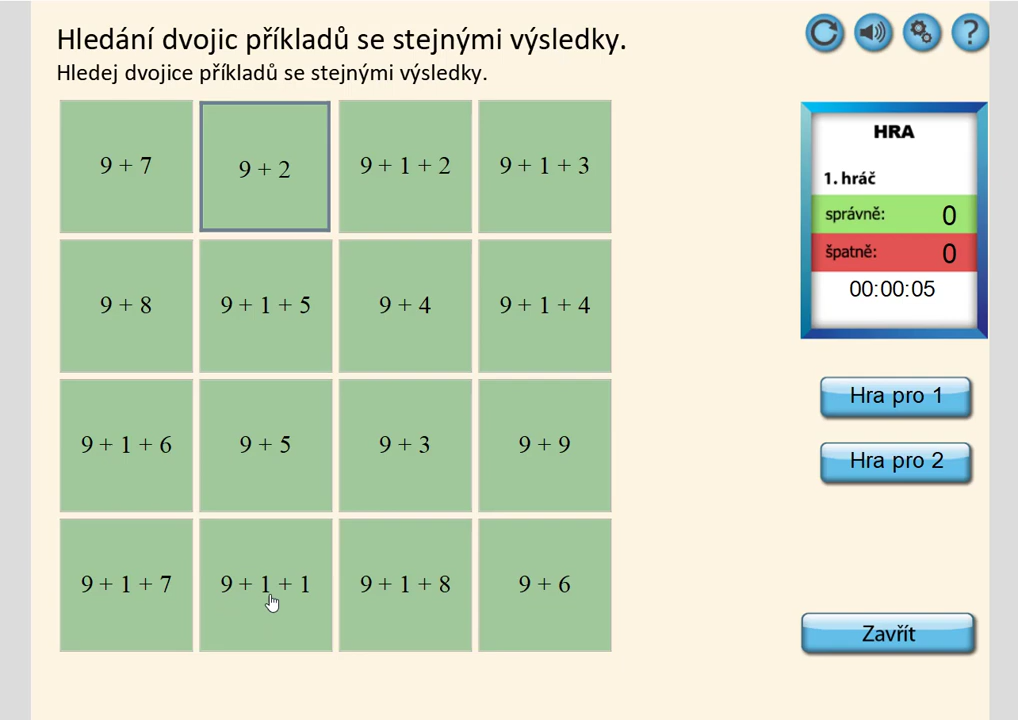 Hledání dvojic příkladů se stejnými výsledky.
Hledej dvojice příkladů se stejnými výsledky.
9 + 7
9 + 2
9 + 1 + 2
9 + 1 + 3
9 + 8
9 + 1 + 5
9 + 4
9 + 1 + 4
9 + 1 + 6
9 + 5
9 + 3
9 + 9
9 + 1 + 7
9 + 1 + 1
9 + 1 + 8
9 + 6
?
HRA
1. hráč
správně: 0
špatně: 0
00:00:05
Hra pro 1
Hra pro 2
Zavřít